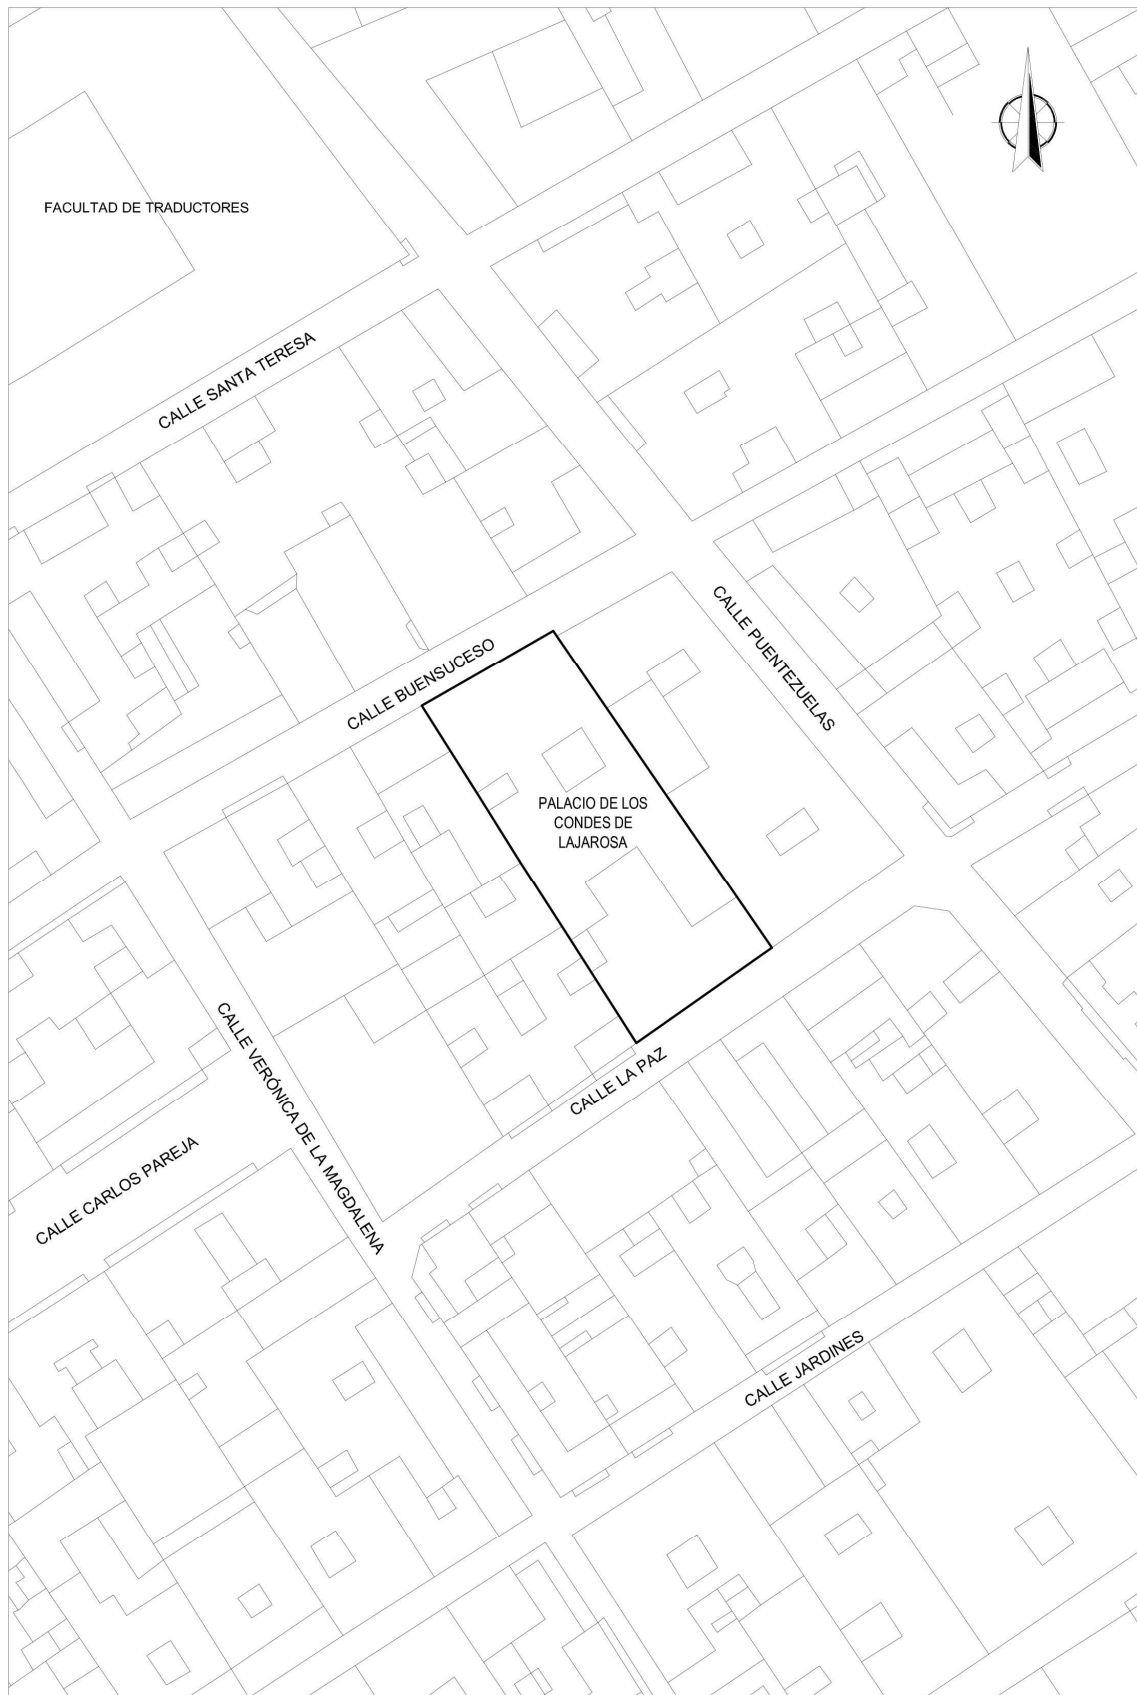 FACULTAD DE TRADUCTORES
CALLE SANTA TERESA
CALLE PUENTEZUELAS
CALLE BUENSUCESO
PALACIO DE LOS
CONDES DE
LAJAROSA
CALLE VERÓNICA DE LA MAGDALENA
CALLE LA PAZ
CALLE CARLOS PAREJA
CALLE JARDINES